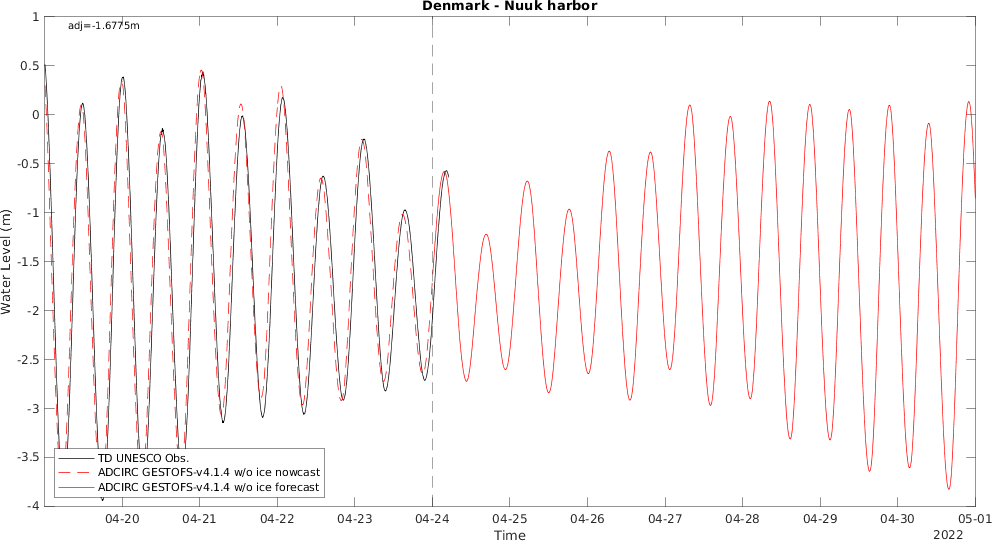 Denmark - Nuuk harbor
adj=-1.6775m
1
0.5
0
-0.5
-1
-1.5
-2
-2.5
-3
-3.5
-4
Water Level (m)
TD UNESCO Obs.
ADCIRC GESTOFS-v4.1.4 w/o ice nowcast
ADCIRC GESTOFS-v4.1.4 w/o ice forecast
04-20 04-21 04-22 04-23 04-24 04-25 04-26 04-27 04-28 04-29 04-30 05-01
Time
2022